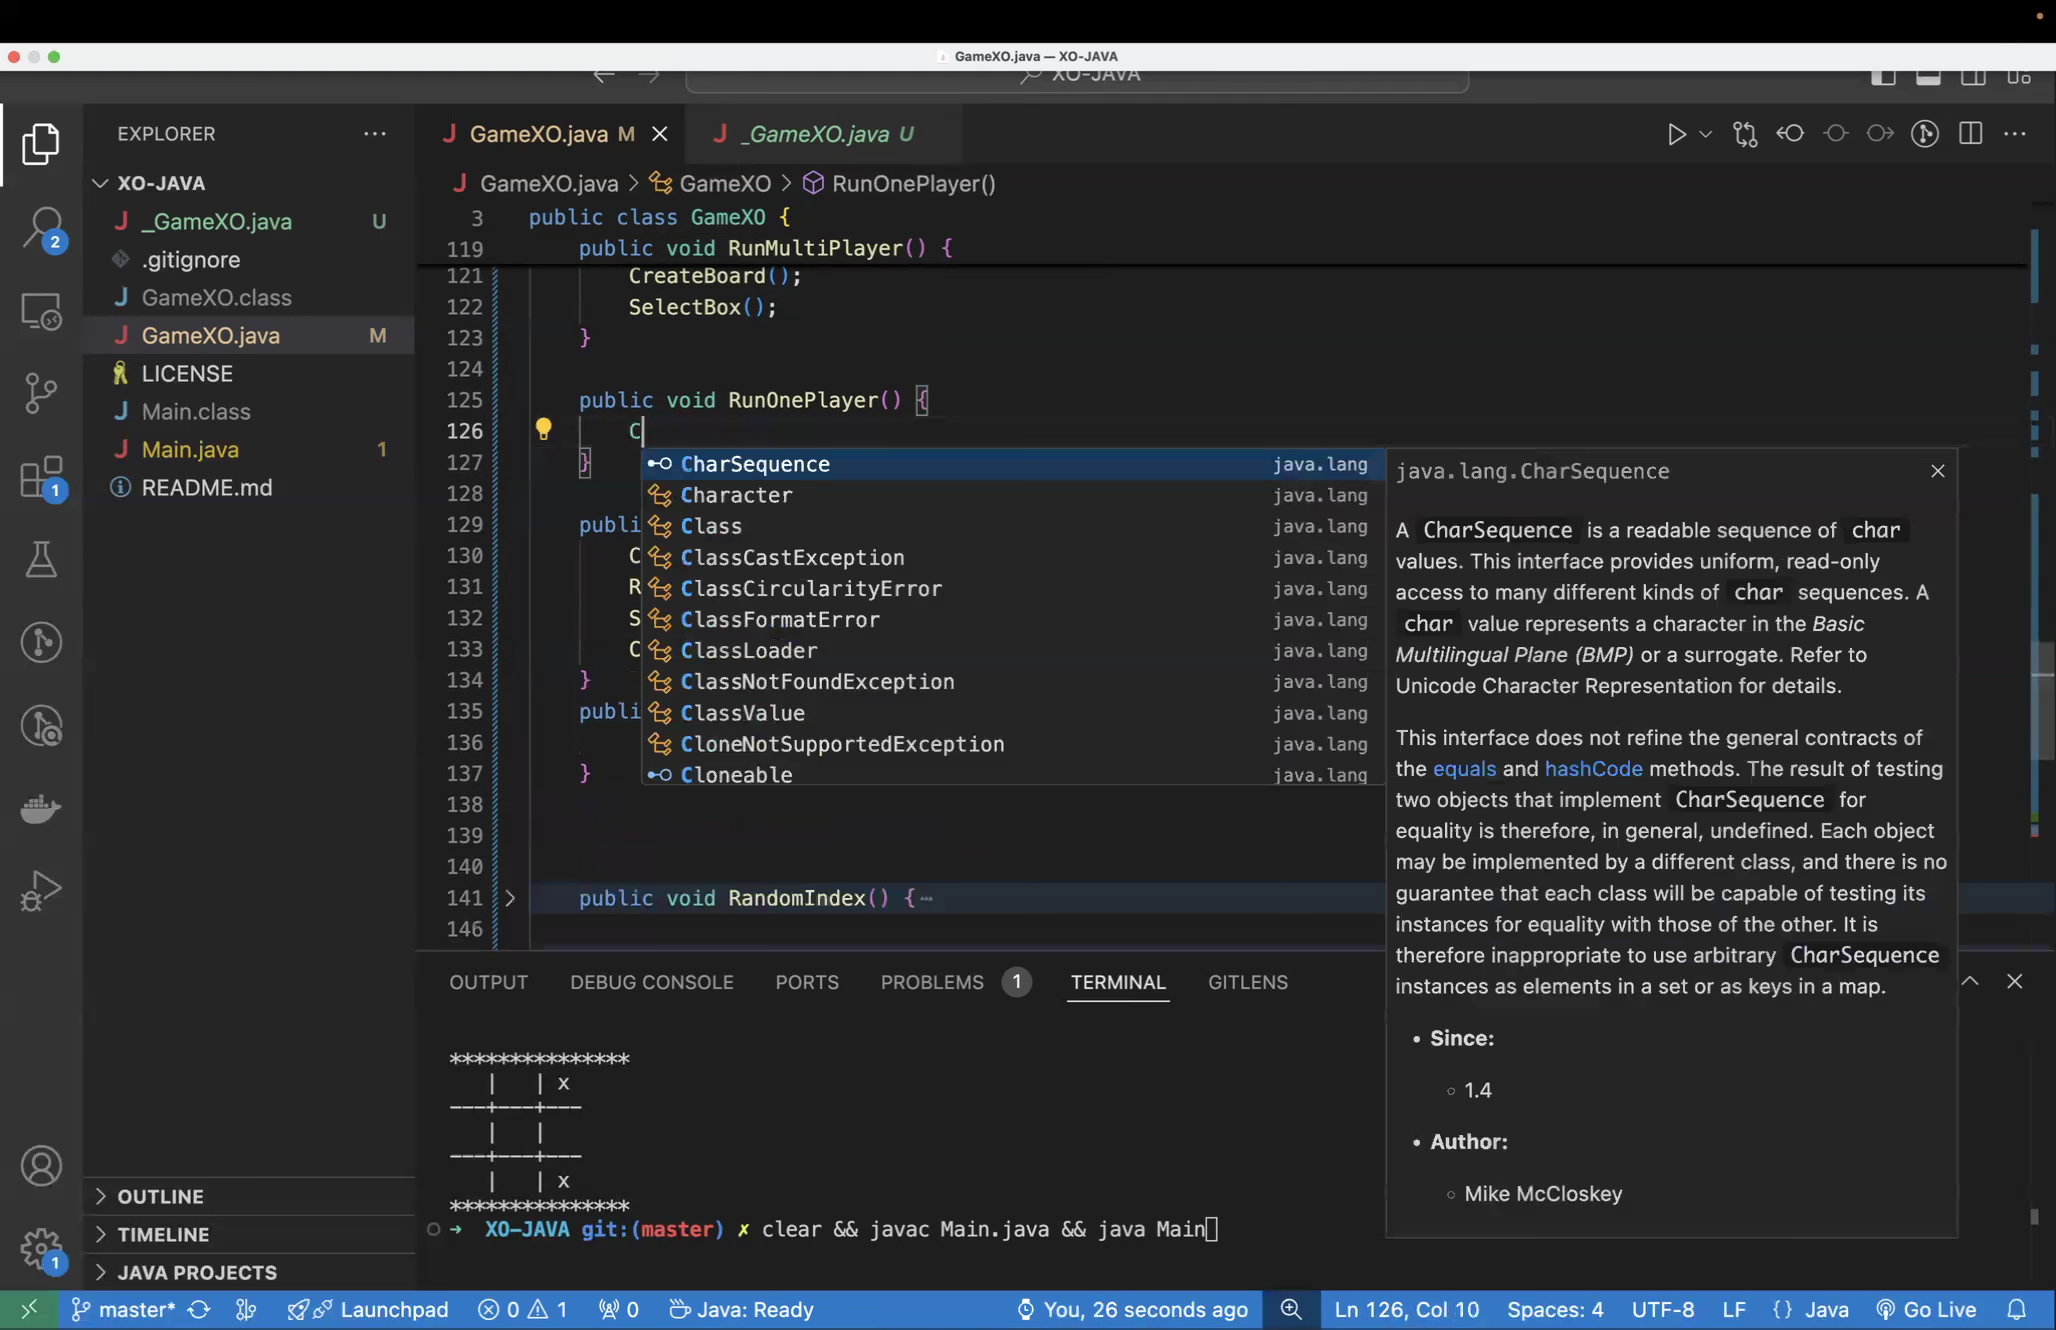 GameXO.java — XO-JAVA
XO-JAVA
EXPLORER
XO-JAVA
_GameXO.java U
.gitignore
GameXO.class
GameXO.java M
LICENSE
Main.class
Main.java 1
README.md
OUTLINE
TIMELINE
JAVA PROJECTS
2
1
1
GameXO.java M
_GameXO.java U
GameXO.java > GameXO > RunOnePlayer()
3 public class GameXO {
119 public void RunMultiPlayer() {
121 CreateBoard();
122 SelectBox();
123 }
124
125 public void RunOnePlayer() {
126 C
127 }
128
129 publi
130 C
131 R
132 S
133 C
134 }
135 publi
136
137 }
138
139
140
141 public void RandomIndex() {…
146
CharSequence java.lang
Character java.lang
Class java.lang
ClassCastException java.lang
ClassCircularityError java.lang
ClassFormatError java.lang
ClassLoader java.lang
ClassNotFoundException java.lang
ClassValue java.lang
CloneNotSupportedException java.lang
Cloneable java.lang
java.lang.CharSequence
A CharSequence is a readable sequence of char
values. This interface provides uniform, read-only
access to many different kinds of char sequences. A
char value represents a character in the Basic
Multilingual Plane (BMP) or a surrogate. Refer to
Unicode Character Representation for details.
This interface does not refine the general contracts of
the equals and hashCode methods. The result of testing
two objects that implement CharSequence for
equality is therefore, in general, undefined. Each object
may be implemented by a different class, and there is no
guarantee that each class will be capable of testing its
instances for equality with those of the other. It is
therefore inappropriate to use arbitrary CharSequence
instances as elements in a set or as keys in a map.
• Since:
○ 1.4
• Author:
○ Mike McCloskey
OUTPUT DEBUG CONSOLE PORTS PROBLEMS 1 TERMINAL GITLENS
***************
| | x
---+---+---
| |
---+---+---
| | x
***************
→ XO-JAVA git:(master) ✗ clear && javac Main.java && java Main
master* Launchpad 0 1 0 Java: Ready You, 26 seconds ago Ln 126, Col 10 Spaces: 4 UTF-8 LF {} Java Go Live